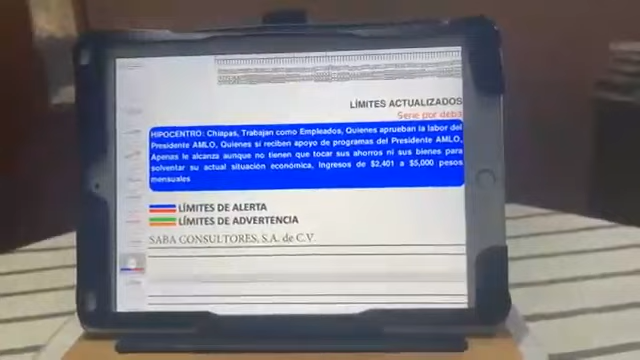 LÍMITES ACTUALIZADOS
Serie por deba
HIPOCENTRO: Chiapas, Trabajan como Empleados, Quienes aprueban la labor del
Presidente AMLO, Quienes si reciben apoyo de programas del Presidente AMLO,
Apenas le alcanza aunque no tienen que tocar sus ahorros ni sus bienes para
solventar su actual situación económica, Ingresos de $2,401 a $5,000 pesos
mensuales
LÍMITES DE ALERTA
LÍMITES DE ADVERTENCIA
SABA CONSULTORES, S.A. de C.V.